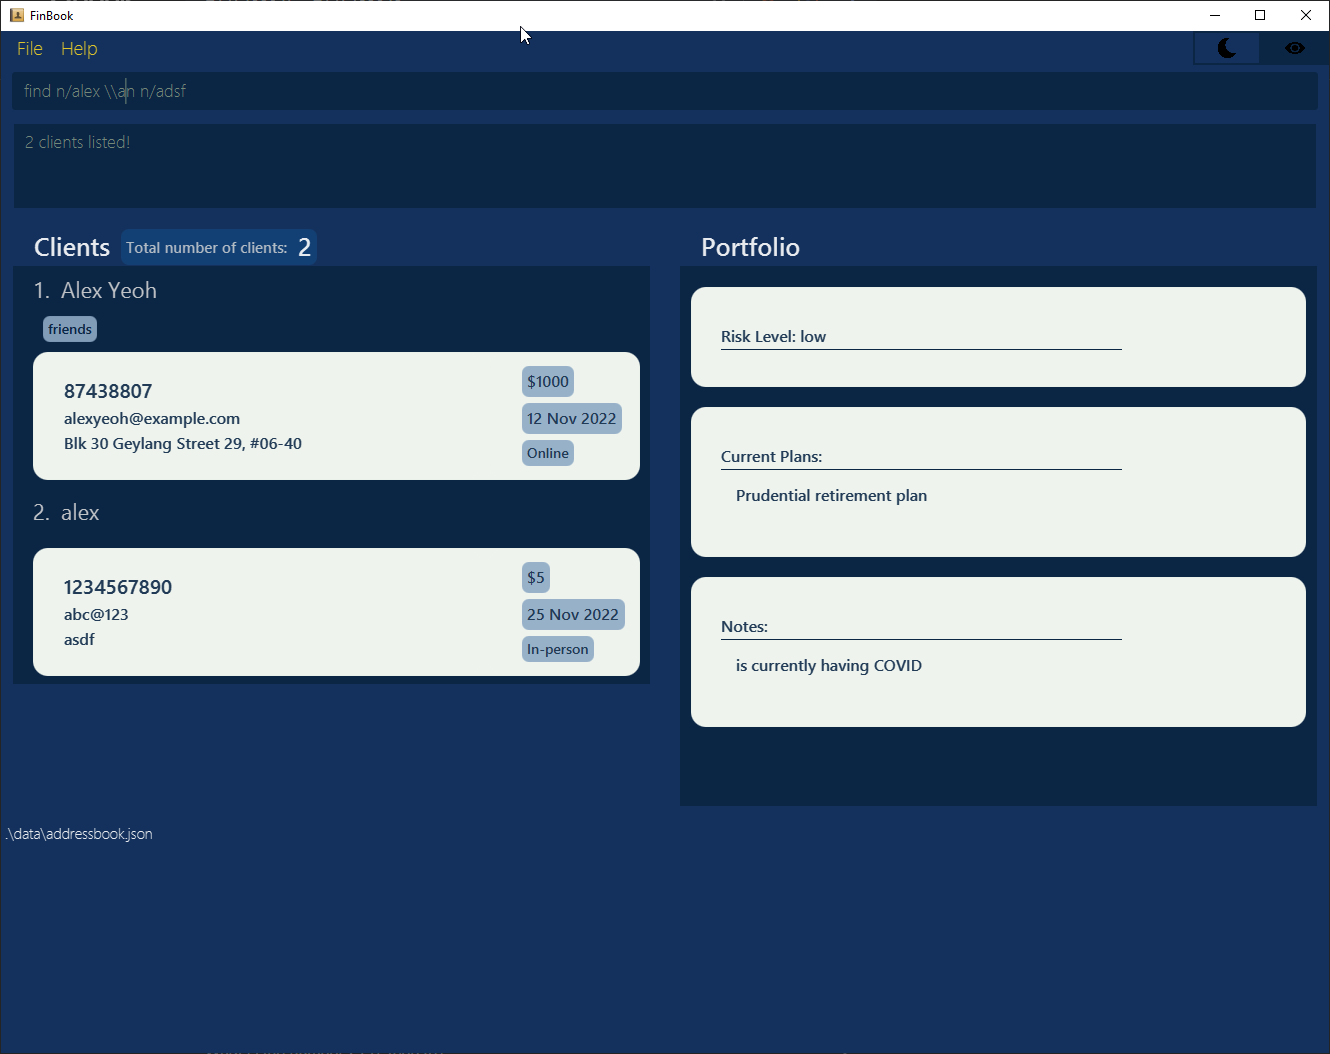 FinBook
File Help
find n/alex \\an n/adsf
2 clients listed!
Clients Total number of clients: 2
1. Alex Yeoh
friends
87438807
alexyeoh@example.com
Blk 30 Geylang Street 29, #06-40
$1000
12 Nov 2022
Online
2. alex
1234567890
abc@123
asdf
$5
25 Nov 2022
In-person
Portfolio
Risk Level: low
Current Plans:
Prudential retirement plan
Notes:
is currently having COVID
.\data\addressbook.json